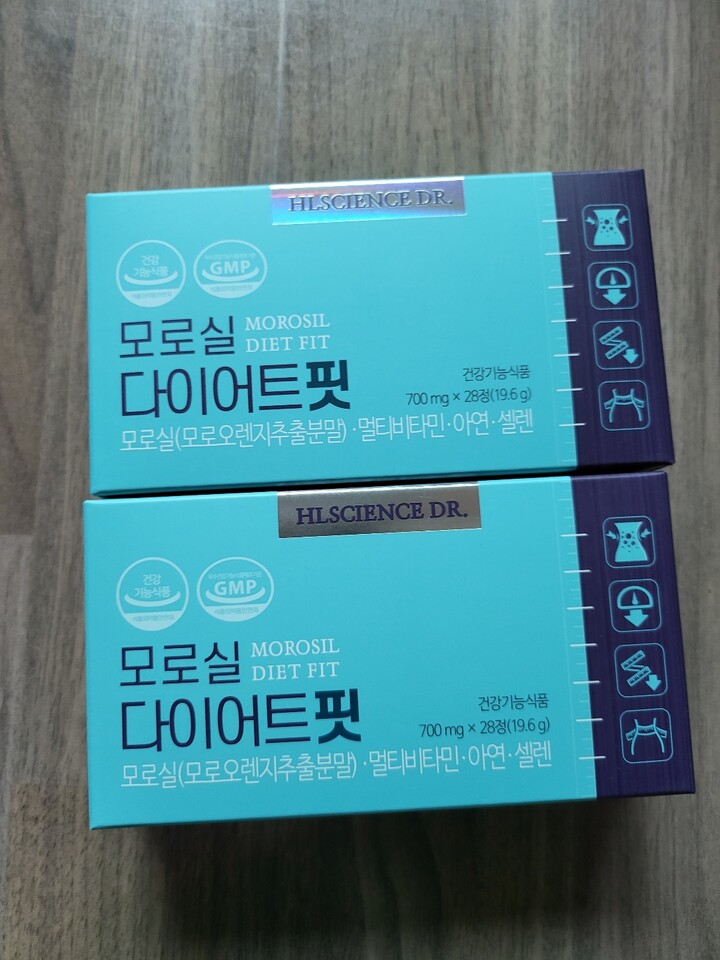 HLSCIENCE DR.
건강
기능식품
GMP
모로실 MOROSIL
DIET FIT
다이어트핏
건강기능식품
700 mg × 28정(19.6 g)
모로실(모로오렌지추출분말)·멀티비타민·아연·셀렌
HLSCIENCE DR.
건강
기능식품
GMP
모로실 MOROSIL
DIET FIT
다이어트핏
건강기능식품
700 mg × 28정(19.6 g)
모로실(모로오렌지추출분말)·멀티비타민·아연·셀렌